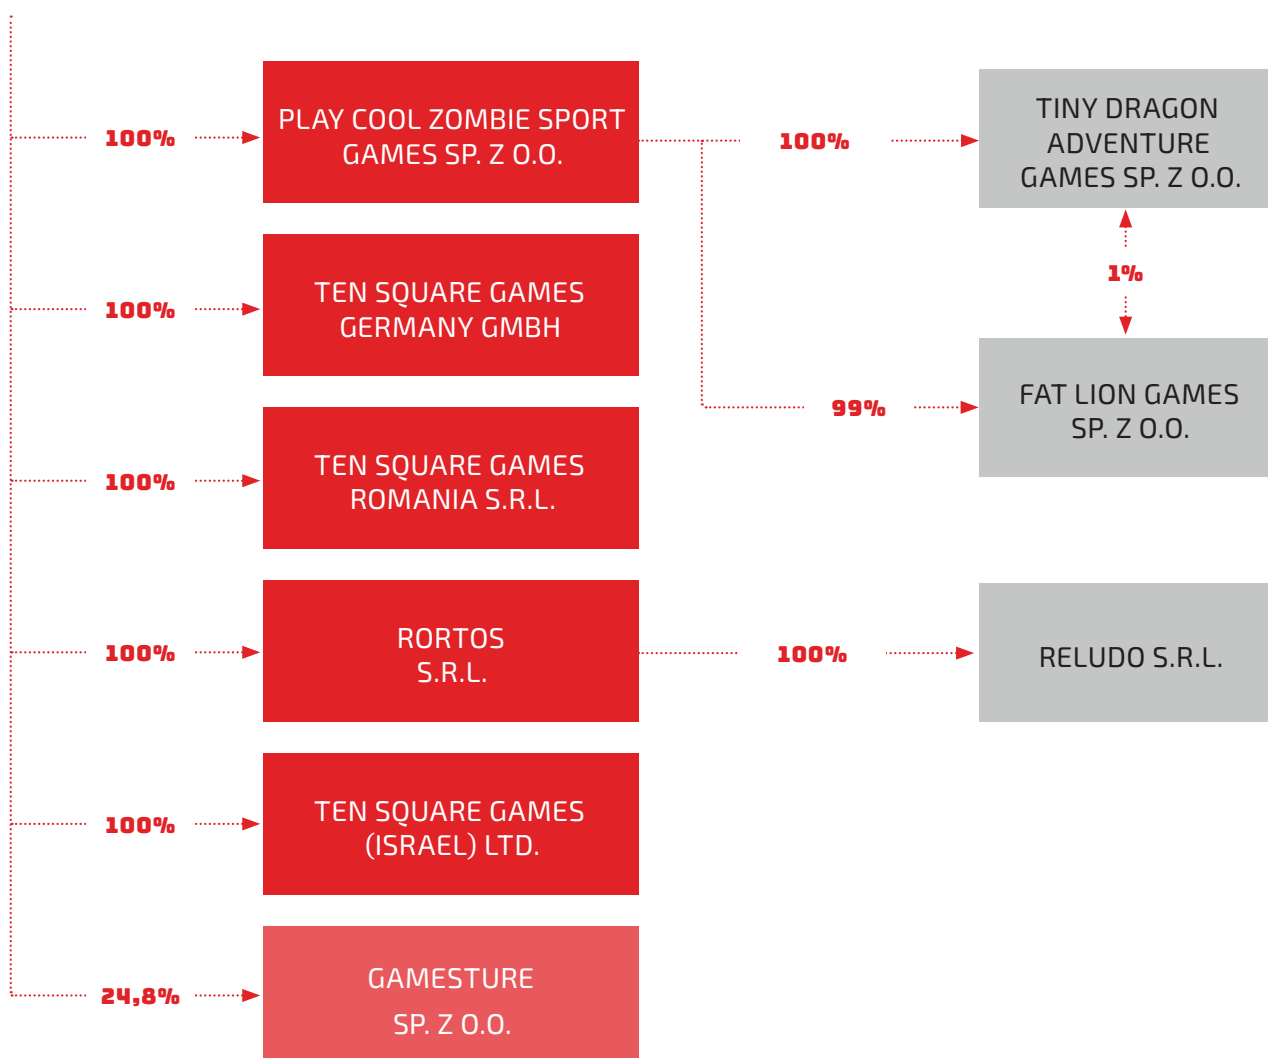 100%
PLAY COOL ZOMBIE SPORT
GAMES SP. Z O.O.
100%
TINY DRAGON
ADVENTURE
GAMES SP. Z O.O.
1%
100%
TEN SQUARE GAMES
GERMANY GMBH
99%
FAT LION GAMES
SP. Z O.O.
100%
TEN SQUARE GAMES
ROMANIA S.R.L.
100%
RORTOS
S.R.L.
100%
RELUDO S.R.L.
100%
TEN SQUARE GAMES
(ISRAEL) LTD.
24,8%
GAMESTURE
SP. Z O.O.